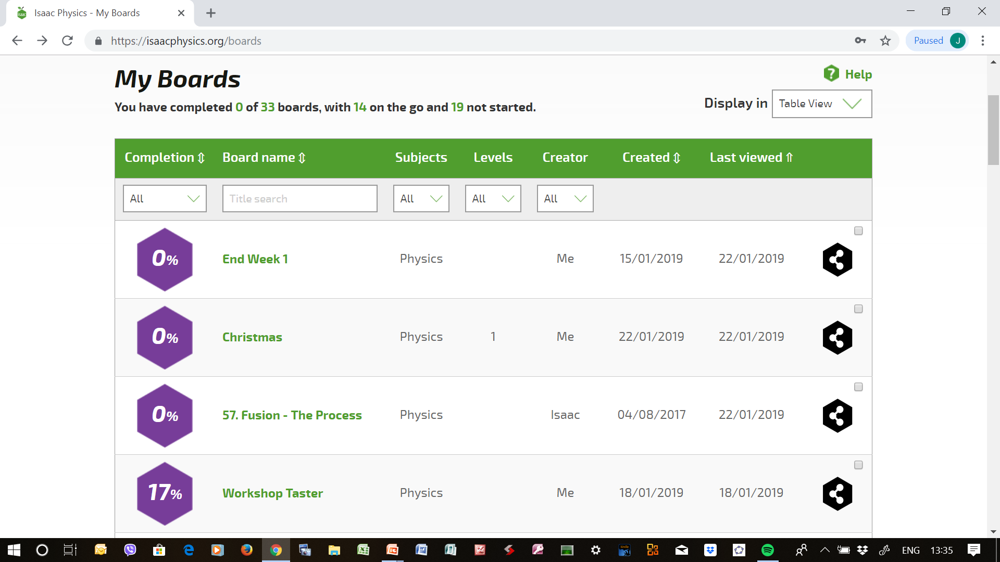 Isaac Physics - My Boards
https://isaacphysics.org/boards
Paused J
My Boards
Help
You have completed 0 of 33 boards, with 14 on the go and 19 not started.
Display in Table View
Completion ⇕ Board name ⇕ Subjects Levels Creator Created ⇕ Last viewed ⇑
All Title search All All All
0% End Week 1 Physics Me 15/01/2019 22/01/2019
0% Christmas Physics 1 Me 22/01/2019 22/01/2019
0% 57. Fusion - The Process Physics Isaac 04/08/2017 22/01/2019
17% Workshop Taster Physics Me 18/01/2019 18/01/2019
ENG 13:35